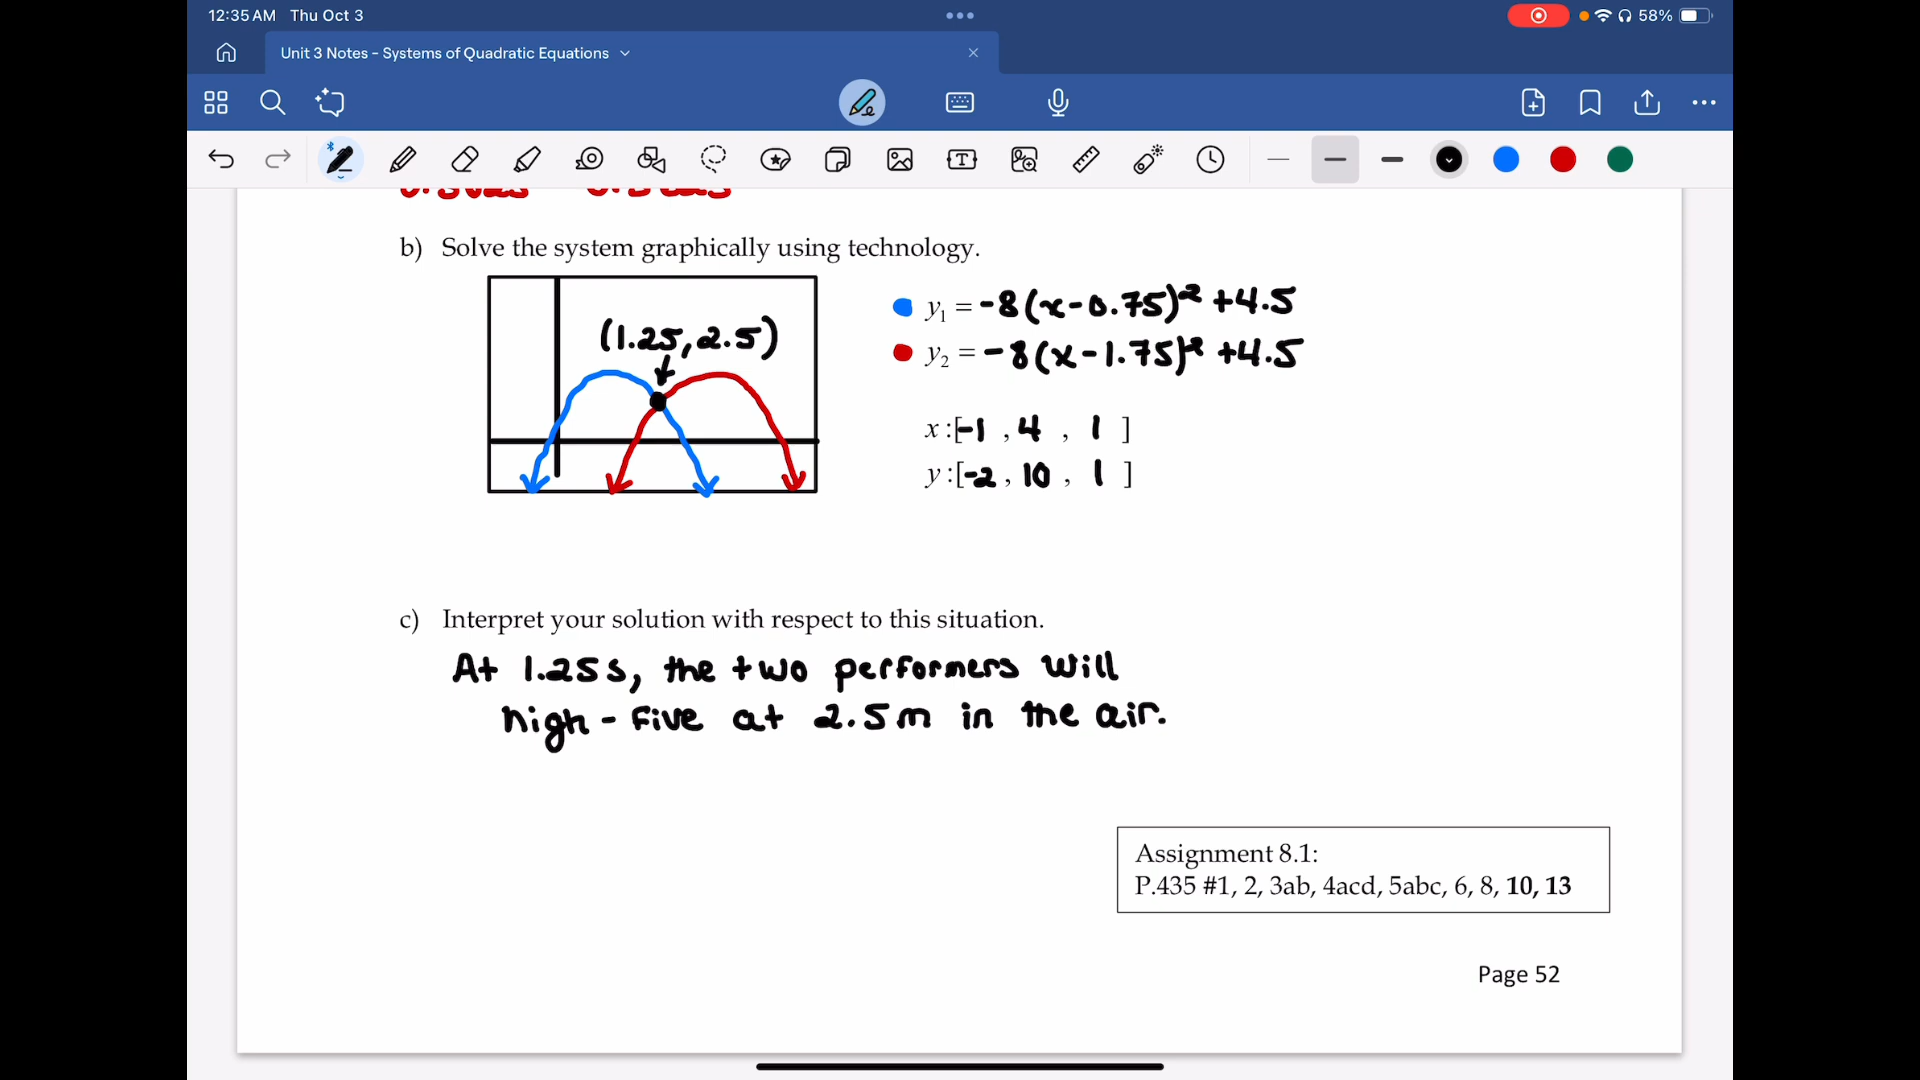 12:35 AM Thu Oct 3
58%
Unit 3 Notes - Systems of Quadratic Equations
b) Solve the system graphically using technology.
(1.25, 2.5)
y₁ = -8(x-0.75)² +4.5
y₂ = -8(x-1.75)² +4.5
x:[-1 , 4 , 1 ]
y:[-2 , 10 , 1 ]
c) Interpret your solution with respect to this situation.
At 1.25s, the two performers will
high-five at 2.5m in the air.
Assignment 8.1:
P.435 #1, 2, 3ab, 4acd, 5abc, 6, 8, 10, 13
Page 52